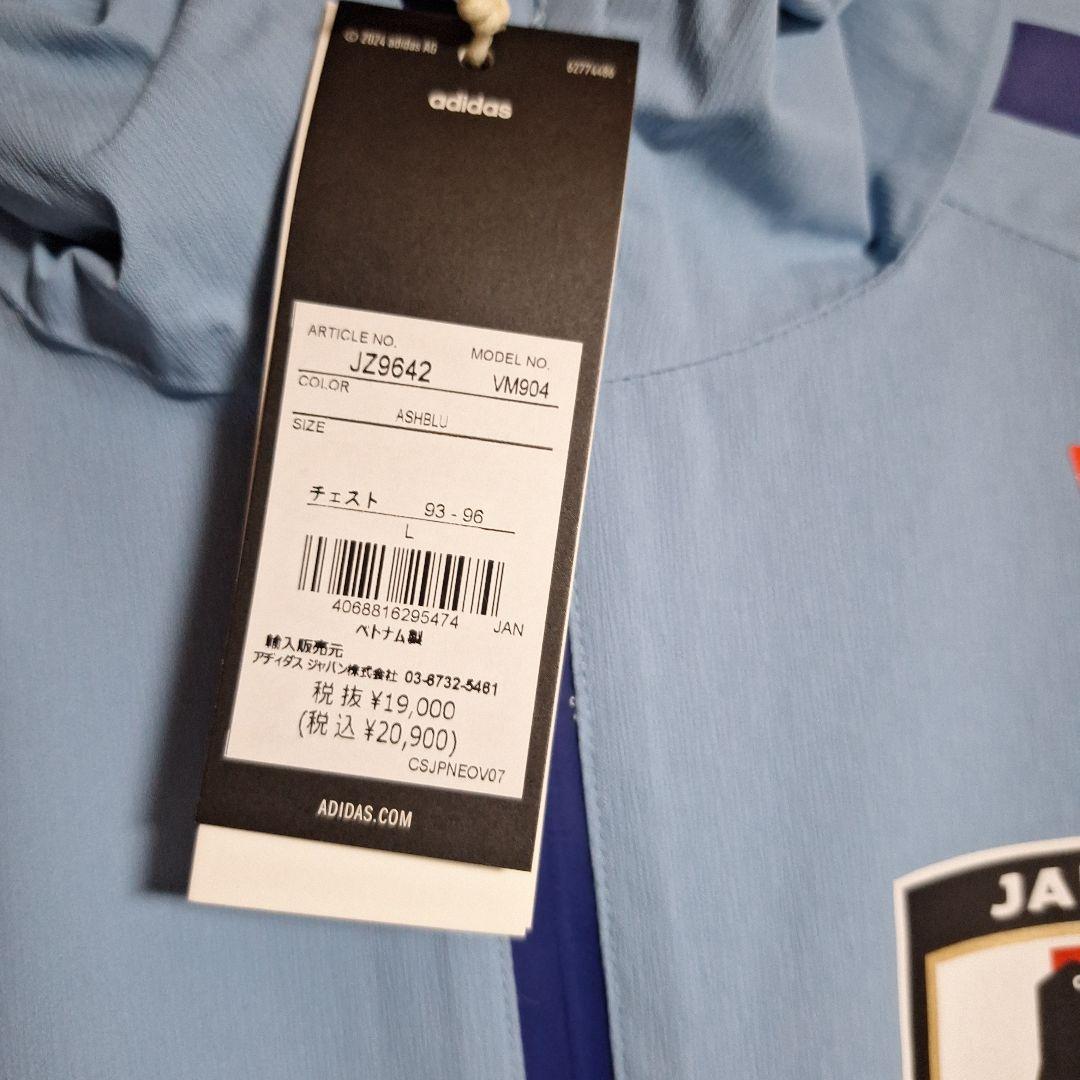 © 2024 adidas AG
62774486
adidas
ARTICLE NO. MODEL NO.
JZ9642 VM904
COLOR
ASHBLU
SIZE
チェスト 93 - 96
L
4068816295474 JAN
ベトナム製
輸入販売元
アディダス ジャパン株式会社 03-6732-5461
税 抜 ¥19,000
(税 込 ¥20,900)
CSJPNEOV07
ADIDAS.COM